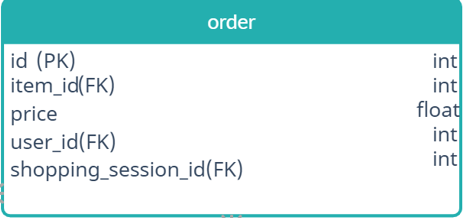 order
id (PK) int
item_id(FK) int
price float
user_id(FK) int
shopping_session_id(FK) int